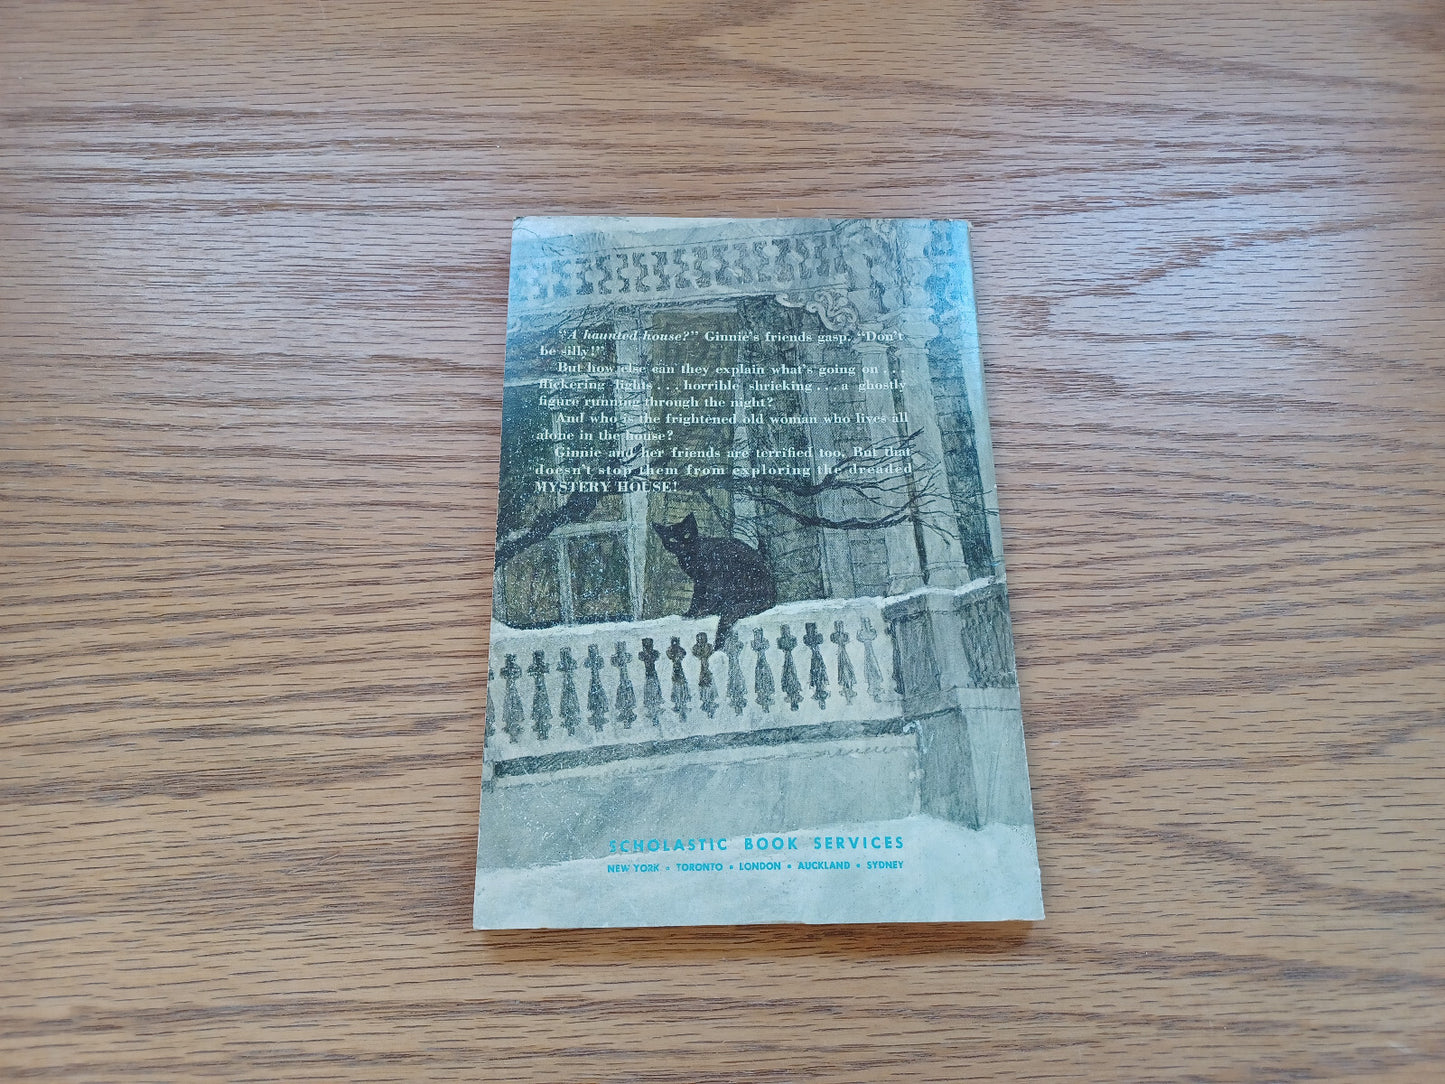 "A haunted house?" Ginnie's friends gasp. "Don't
be silly!"
But how else can they explain what's going on
flickering lights . . . horrible shrieking . . . a ghostly
figure running through the night?
And who is the frightened old woman who lives all
alone in the house?
Ginnie and her friends are terrified too. But that
doesn't stop them from exploring the dreaded
MYSTERY HOUSE!
SCHOLASTIC BOOK SERVICES
NEW YORK • TORONTO • LONDON • AUCKLAND • SYDNEY